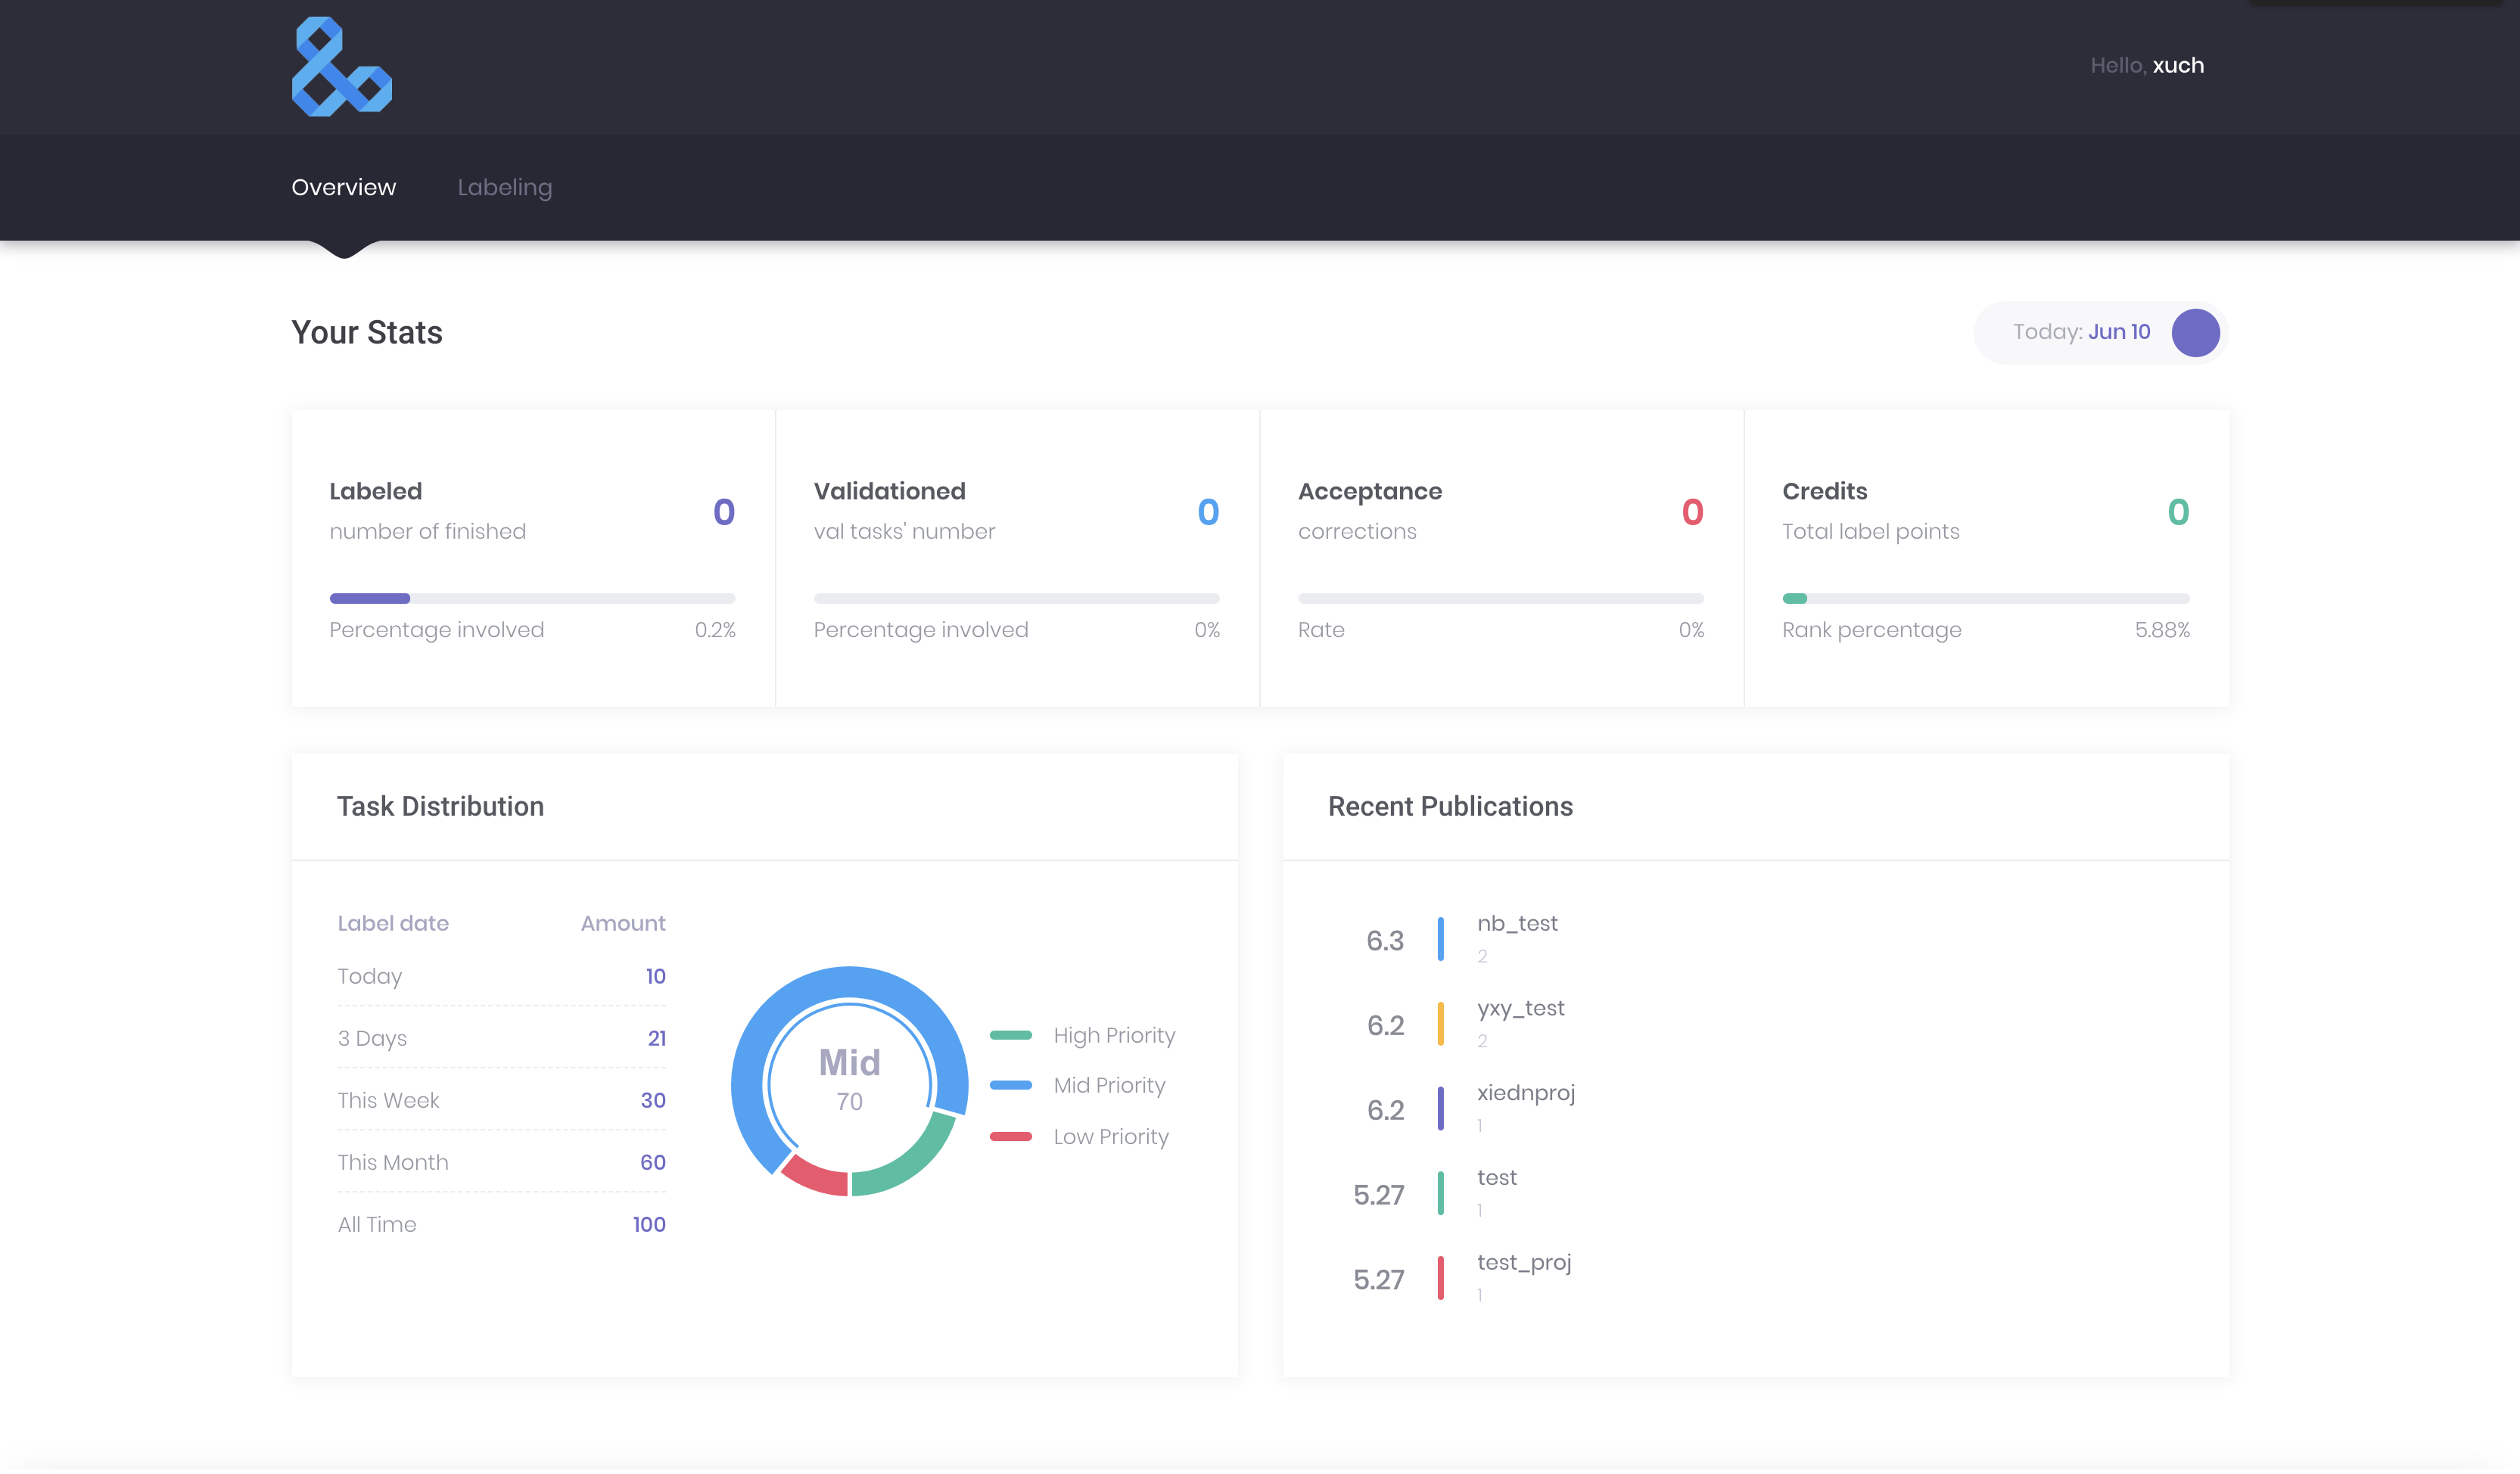 Hello, xuch
Overview
Labeling
Your Stats
Today: Jun 10
Labeled
number of finished
0
Percentage involved
0.2%
Validationed
val tasks' number
0
Percentage involved
0%
Acceptance
corrections
0
Rate
0%
Credits
Total label points
0
Rank percentage
5.88%
Task Distribution
Label date Amount
Today 10
3 Days 21
This Week 30
This Month 60
All Time 100
Mid
70
High Priority
Mid Priority
Low Priority
Recent Publications
6.3
nb_test
2
6.2
yxy_test
2
6.2
xiednproj
1
5.27
test
1
5.27
test_proj
1